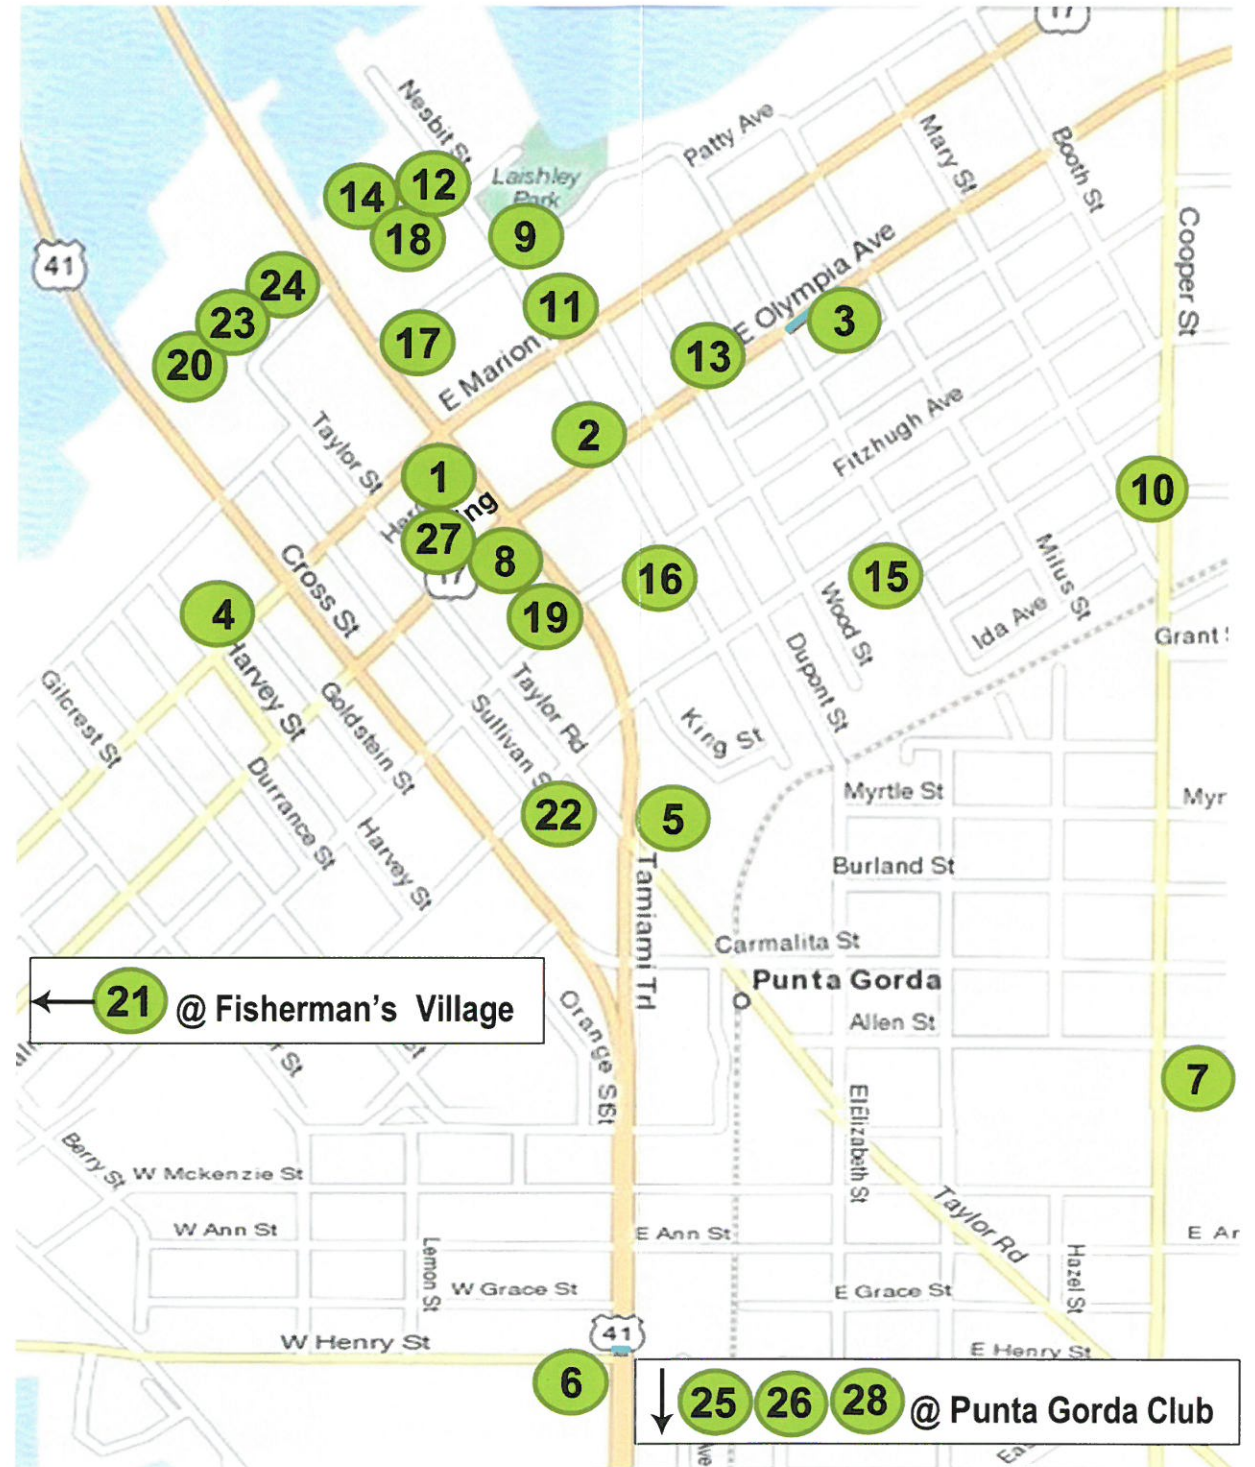 17
Nesbit St
Patty Ave
Mary St
Booth St
Cooper St
Laishley
Park
14
12
18
9
41
24
23
20
17
11
E Marion
E Olympia Ave
3
13
2
Fitzhugh Ave
10
Taylor St
1
27
17
8
19
16
15
Wood St
Milus St
Ida Ave
Grant
Cross St
4
Harvey St
Goldstein St
Gilcrest St
Taylor Rd
Sullivan S
Dupont St
King St
22
5
Durrance St
Harvey St
Myrtle St
Myr
Burland St
Tamiami Trl
Carmalita St
Punta Gorda
21 @ Fisherman's Village
Orange St
St
Allen St
St
7
Elizabeth St
Berry St
W Mckenzie St
W Ann St
E Ann St
Taylor Rd
E Ar
Lemon St
Hazel St
W Grace St
E Grace St
41
W Henry St
E Henry St
6
25 26 28 @ Punta Gorda Club